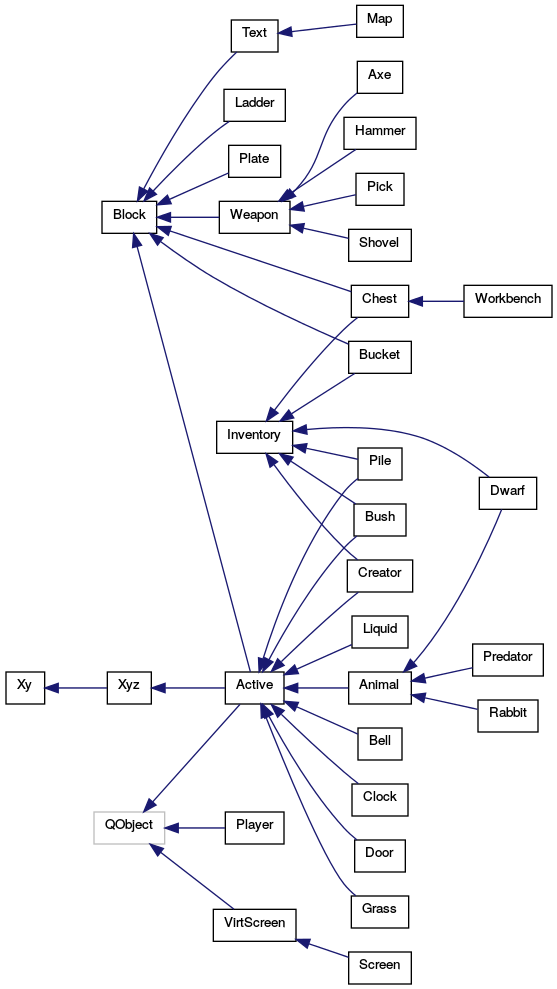 Map
Text
Axe
Ladder
Hammer
Plate
Pick
Block
Weapon
Shovel
Chest
Workbench
Bucket
Inventory
Pile
Dwarf
Bush
Creator
Liquid
Predator
Xy
Xyz
Active
Animal
Rabbit
Bell
Clock
QObject
Player
Door
Grass
VirtScreen
Screen